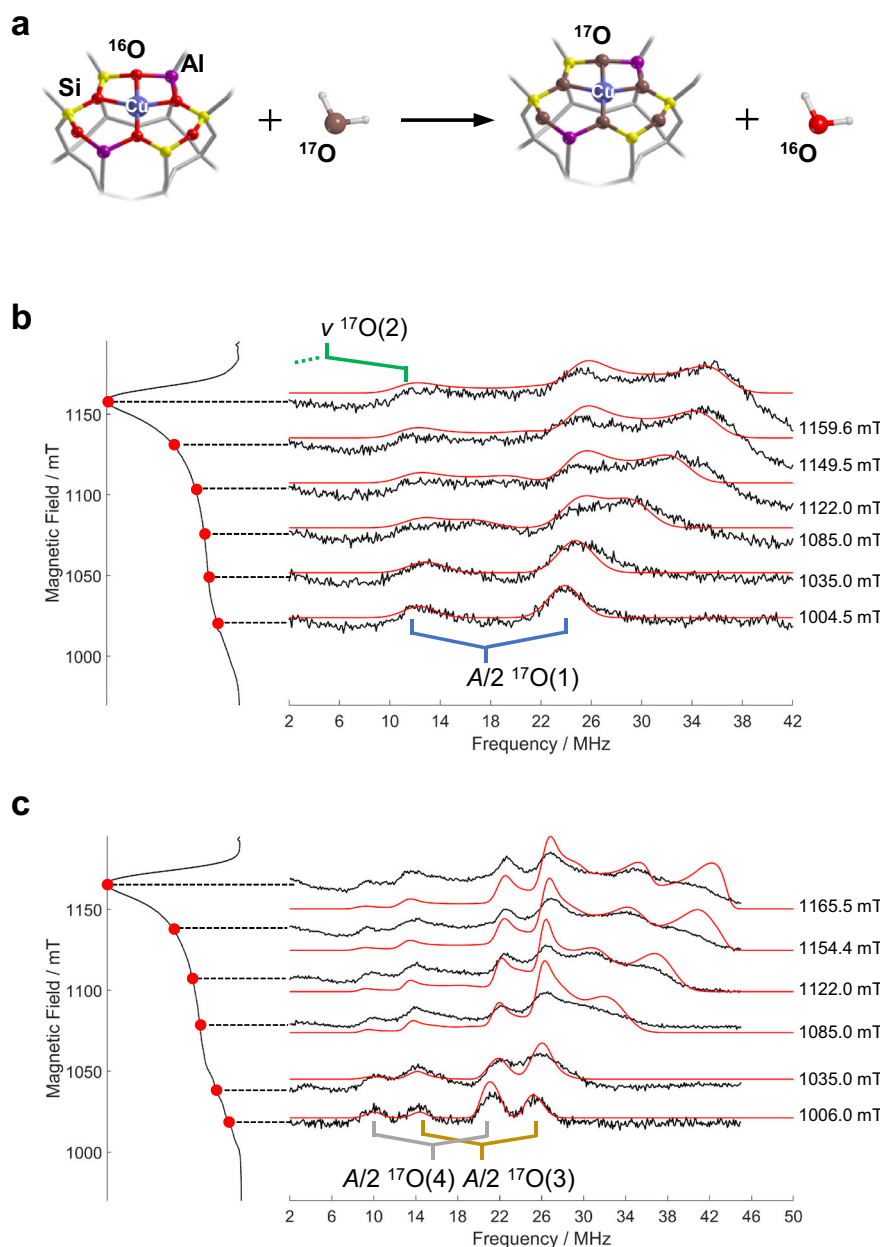 a
16O
Al
Si
Cu
+
17O
17O
Cu
+
16O
b
ν 17O(2)
1150
1100
1050
1000
Magnetic Field / mT
1159.6 mT
1149.5 mT
1122.0 mT
1085.0 mT
1035.0 mT
1004.5 mT
A/2 17O(1)
2 6 10 14 18 22 26 30 34 38 42
Frequency / MHz
c
1150
1100
1050
1000
Magnetic Field / mT
1165.5 mT
1154.4 mT
1122.0 mT
1085.0 mT
1035.0 mT
1006.0 mT
A/2 17O(4) A/2 17O(3)
2 6 10 14 18 22 26 30 34 38 42 46 50
Frequency / MHz